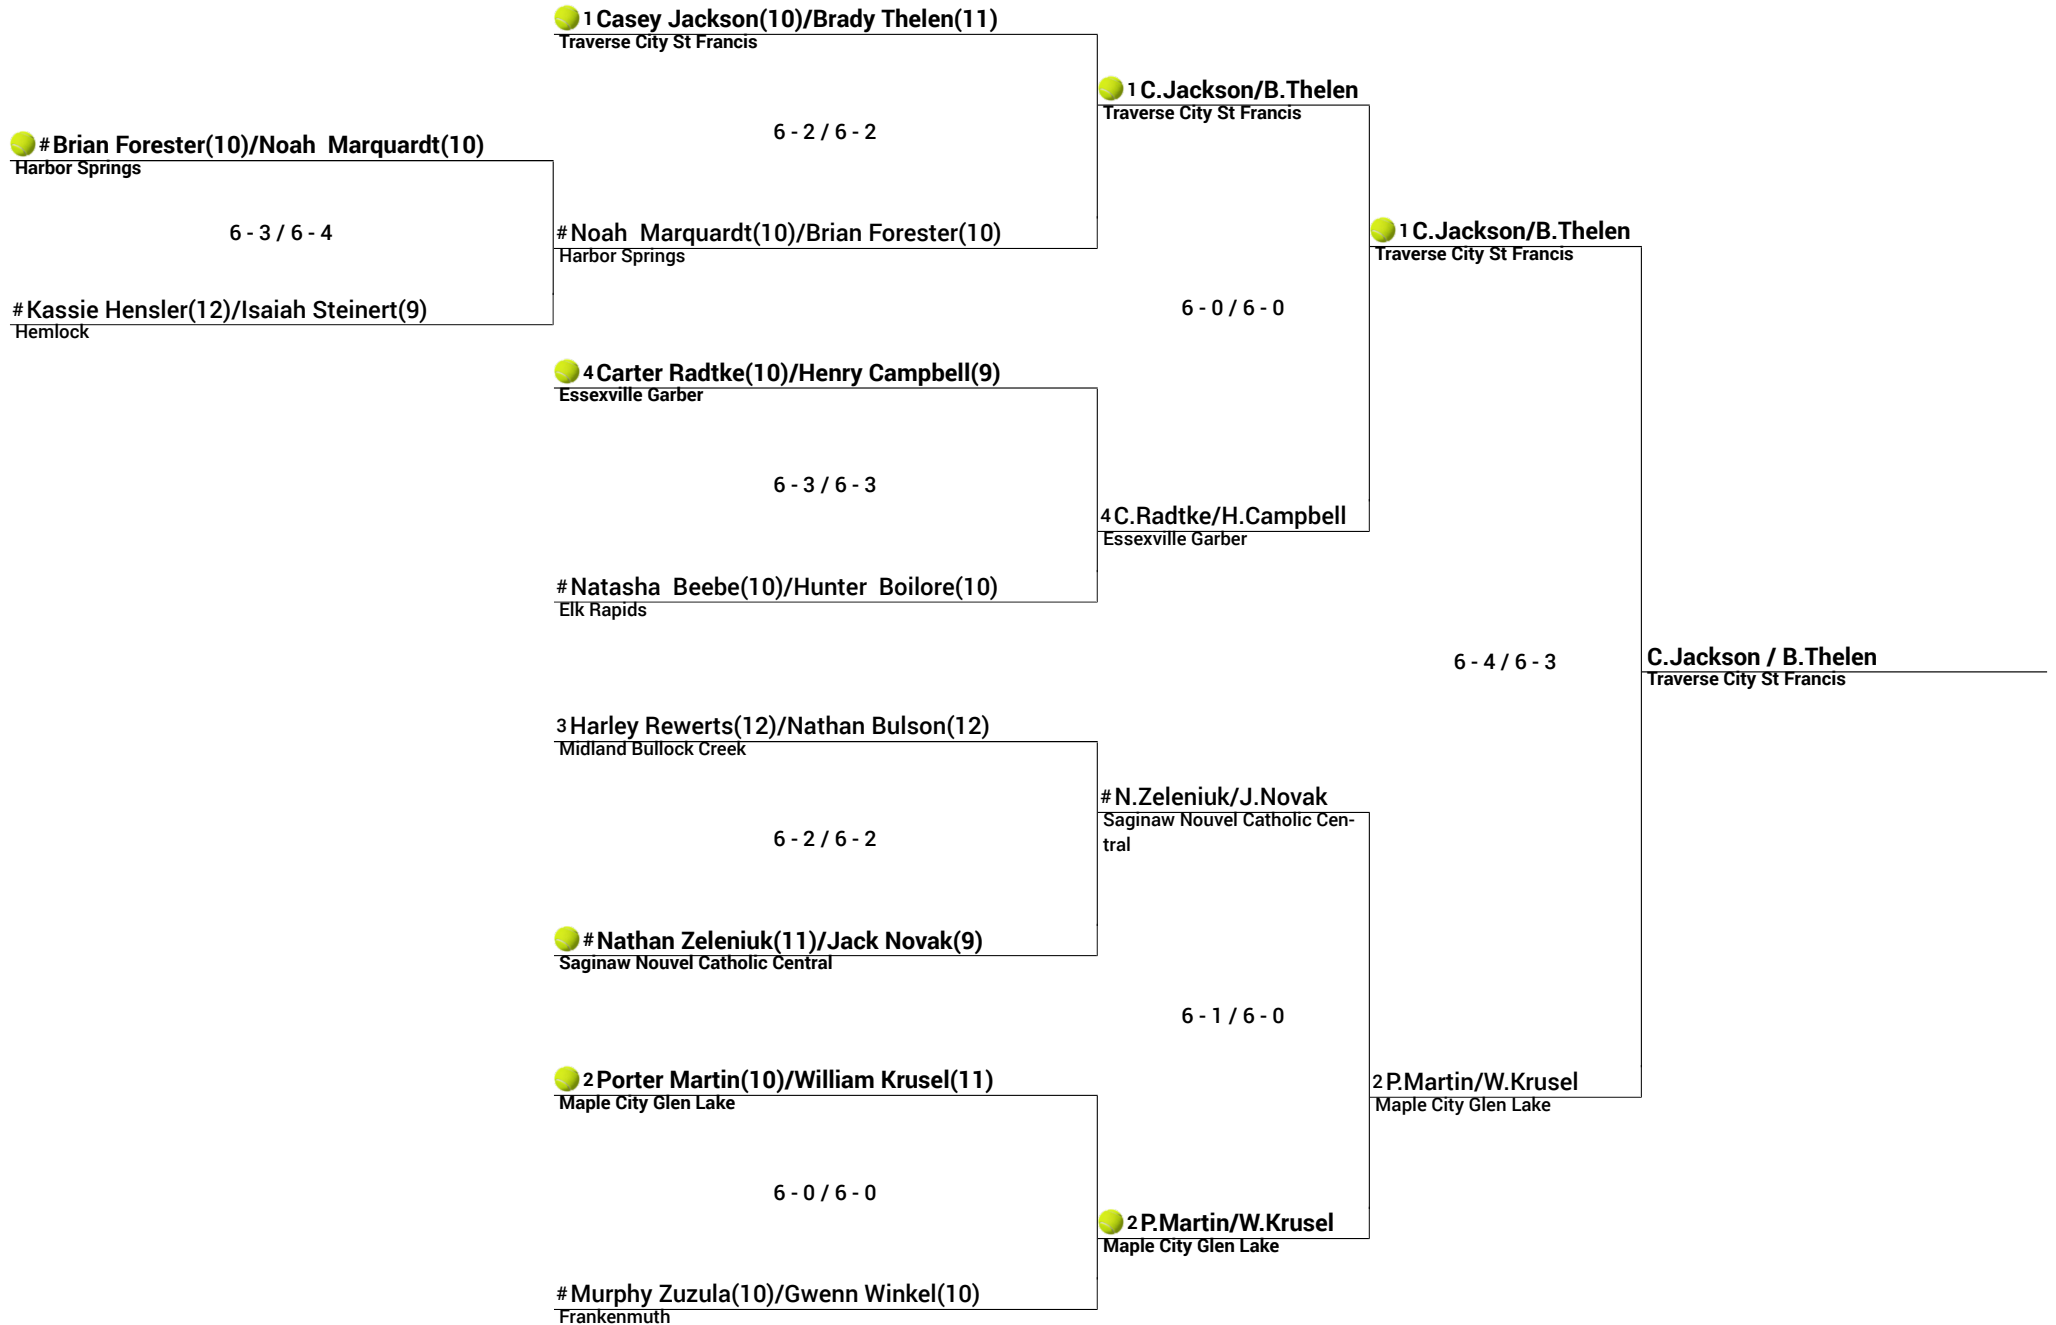 1 Casey Jackson(10)/Brady Thelen(11)
Traverse City St Francis
6 - 2 / 6 - 2
# Brian Forester(10)/Noah  Marquardt(10)
Harbor Springs
6 - 3 / 6 - 4
# Kassie Hensler(12)/Isaiah Steinert(9)
Hemlock
# Noah  Marquardt(10)/Brian Forester(10)
Harbor Springs
4 Carter Radtke(10)/Henry Campbell(9)
Essexville Garber
6 - 3 / 6 - 3
# Natasha  Beebe(10)/Hunter  Boilore(10)
Elk Rapids
3 Harley Rewerts(12)/Nathan Bulson(12)
Midland Bullock Creek
6 - 2 / 6 - 2
# Nathan Zeleniuk(11)/Jack Novak(9)
Saginaw Nouvel Catholic Central
2 Porter Martin(10)/William Krusel(11)
Maple City Glen Lake
6 - 0 / 6 - 0
# Murphy Zuzula(10)/Gwenn Winkel(10)
Frankenmuth
1 C.Jackson/B.Thelen
Traverse City St Francis
6 - 0 / 6 - 0
4 C.Radtke/H.Campbell
Essexville Garber
# N.Zeleniuk/J.Novak
Saginaw Nouvel Catholic Cen-
tral
6 - 1 / 6 - 0
2 P.Martin/W.Krusel
Maple City Glen Lake
1 C.Jackson/B.Thelen
Traverse City St Francis
6 - 4 / 6 - 3
2 P.Martin/W.Krusel
Maple City Glen Lake
C.Jackson / B.Thelen
Traverse City St Francis